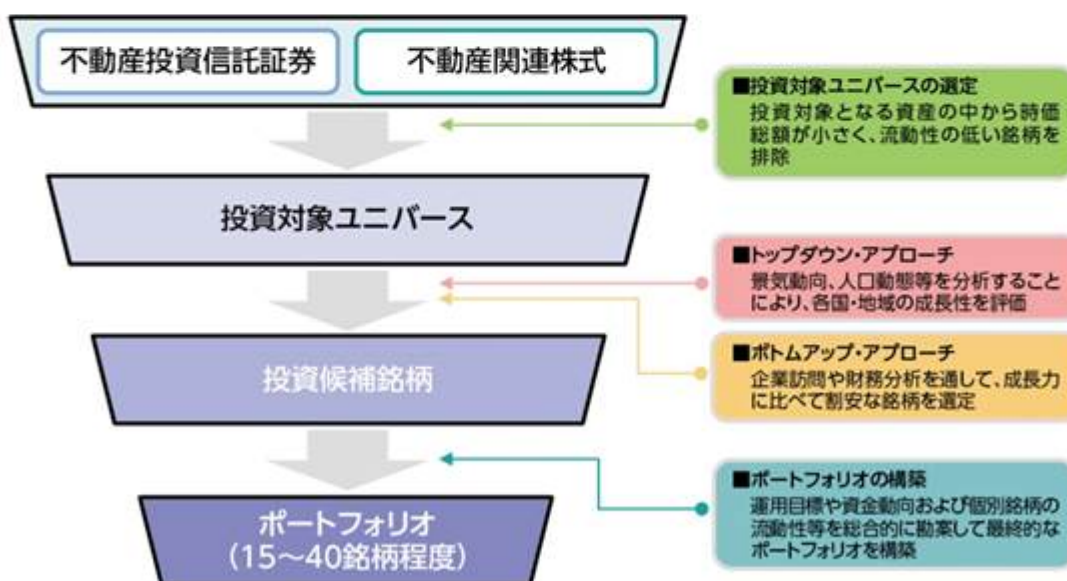 不動産投資信託証券
不動産関連株式
■投資対象ユニバースの選定
投資対象となる資産の中から時価
総額が小さく、流動性の低い銘柄を
排除
投資対象ユニバース
■トップダウン・アプローチ
景気動向、人口動態等を分析すること
により、各国・地域の成長性を評価
■ボトムアップ・アプローチ
企業訪問や財務分析を通して、成長力
に比べて割安な銘柄を選定
投資候補銘柄
■ポートフォリオの構築
運用目標や資金動向および個別銘柄の
流動性等を総合的に勘案して最終的な
ポートフォリオを構築
ポートフォリオ
(15～40銘柄程度)